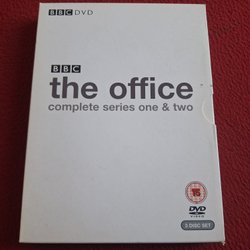 BBC DVD
BBC
the office
complete series one & two
15
DVD
VIDEO
3 DISC SET